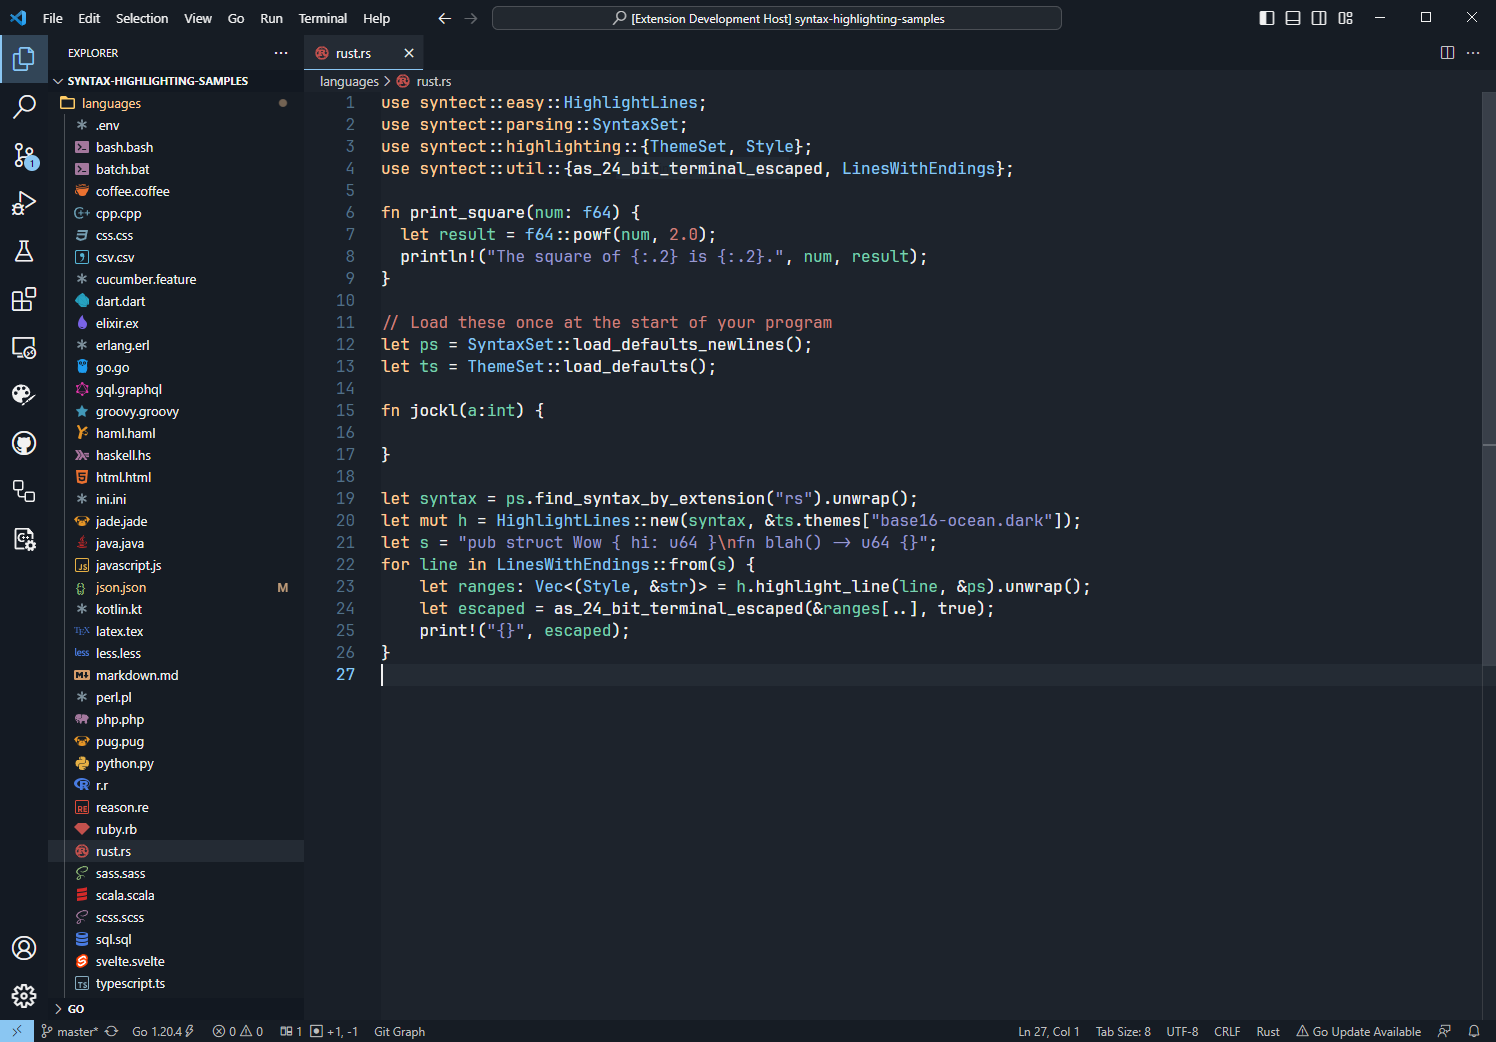 File Edit Selection View Go Run Terminal Help
[Extension Development Host] syntax-highlighting-samples
EXPLORER
rust.rs
SYNTAX-HIGHLIGHTING-SAMPLES
languages > rust.rs
languages
.env
bash.bash
batch.bat
coffee.coffee
cpp.cpp
css.css
csv.csv
cucumber.feature
dart.dart
elixir.ex
erlang.erl
go.go
gql.graphql
groovy.groovy
haml.haml
haskell.hs
html.html
ini.ini
jade.jade
java.java
javascript.js
json.json M
kotlin.kt
latex.tex
less.less
markdown.md
perl.pl
php.php
pug.pug
python.py
r.r
reason.re
ruby.rb
rust.rs
sass.sass
scala.scala
scss.scss
sql.sql
svelte.svelte
typescript.ts
GO
1 use syntect::easy::HighlightLines;
2 use syntect::parsing::SyntaxSet;
3 use syntect::highlighting::{ThemeSet, Style};
4 use syntect::util::{as_24_bit_terminal_escaped, LinesWithEndings};
5
6 fn print_square(num: f64) {
7   let result = f64::powf(num, 2.0);
8   println!("The square of {:.2} is {:.2}.", num, result);
9 }
10
11 // Load these once at the start of your program
12 let ps = SyntaxSet::load_defaults_newlines();
13 let ts = ThemeSet::load_defaults();
14
15 fn jockl(a:int) {
16
17 }
18
19 let syntax = ps.find_syntax_by_extension("rs").unwrap();
20 let mut h = HighlightLines::new(syntax, &ts.themes["base16-ocean.dark"]);
21 let s = "pub struct Wow { hi: u64 }\nfn blah() -> u64 {}";
22 for line in LinesWithEndings::from(s) {
23     let ranges: Vec<(Style, &str)> = h.highlight_line(line, &ps).unwrap();
24     let escaped = as_24_bit_terminal_escaped(&ranges[..], true);
25     print!("{}", escaped);
26 }
27
master* Go 1.20.4 0 0 1 +1, -1 Git Graph
Ln 27, Col 1 Tab Size: 8 UTF-8 CRLF Rust Go Update Available